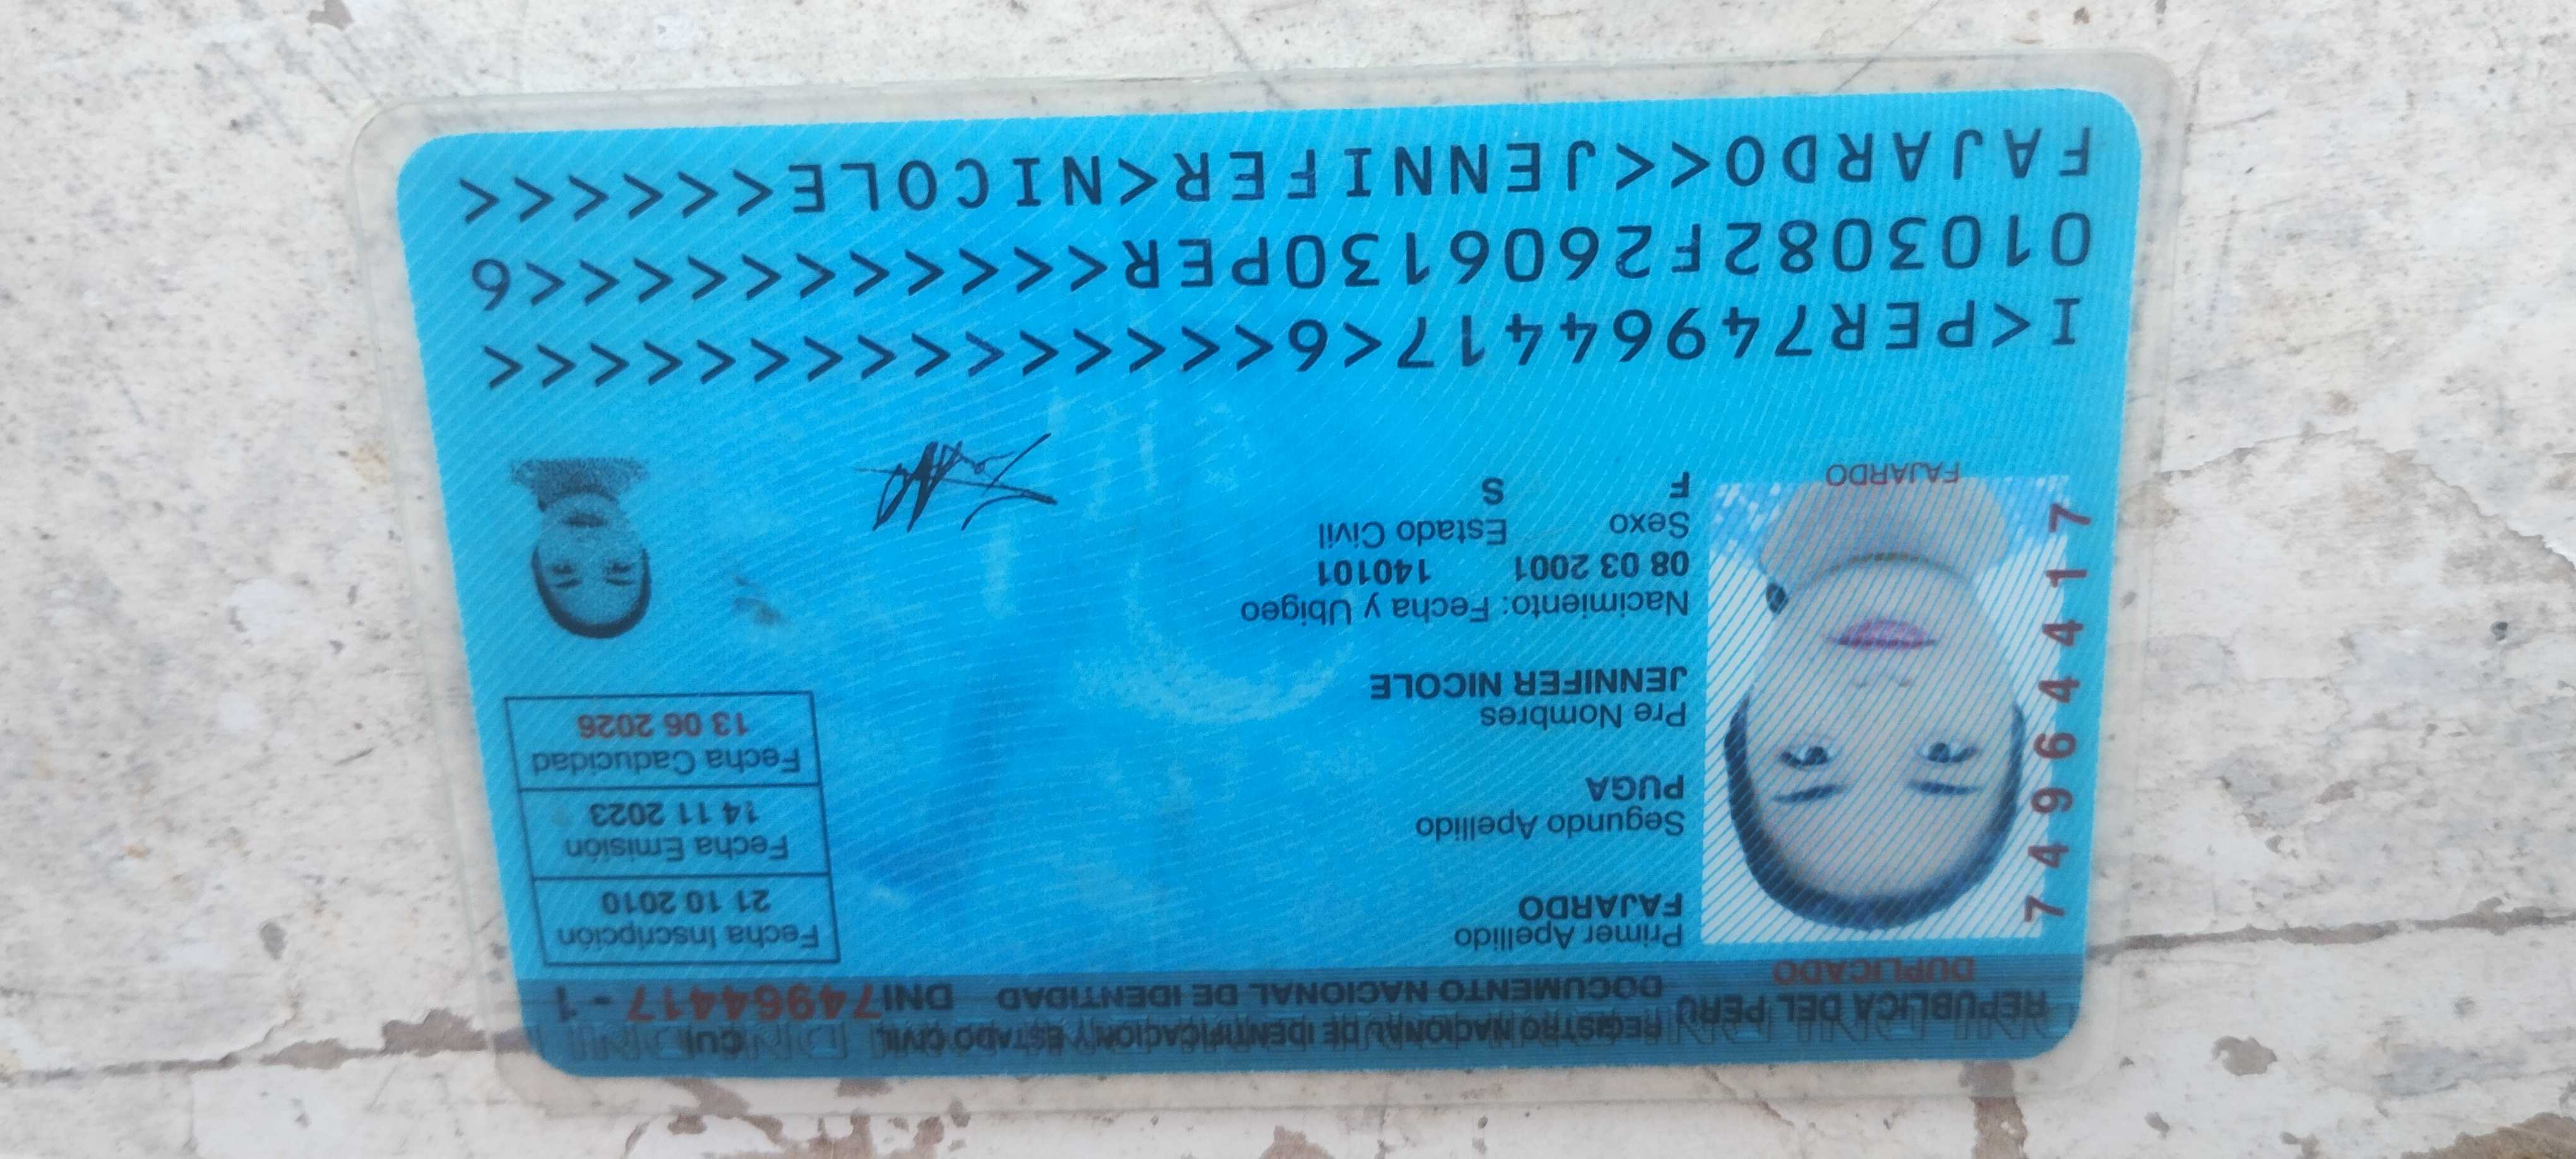 REPUBLICA DEL PERU
REGISTRO NACIONAL DE IDENTIFICACION Y ESTADO CIVIL
CUI
DOCUMENTO NACIONAL DE IDENTIDAD
DNI 74964417 - 1
DUPLICADO
Primer Apellido
FAJARDO
Segundo Apellido
PUGA
Pre Nombres
JENNIFER NICOLE
Nacimiento: Fecha y Ubigeo
08 03 2001 140101
Sexo Estado Civil
F S
Fecha Inscripción
21 10 2010
Fecha Emisión
14 11 2023
Fecha Caducidad
13 06 2026
74964417
FAJARDO
I<PER74964417<6<<<<<<<<<<<<<<<
0103082F2606130PER<<<<<<<<<<<6
FAJARDO<<JENNIFER<NICOLE<<<<<<